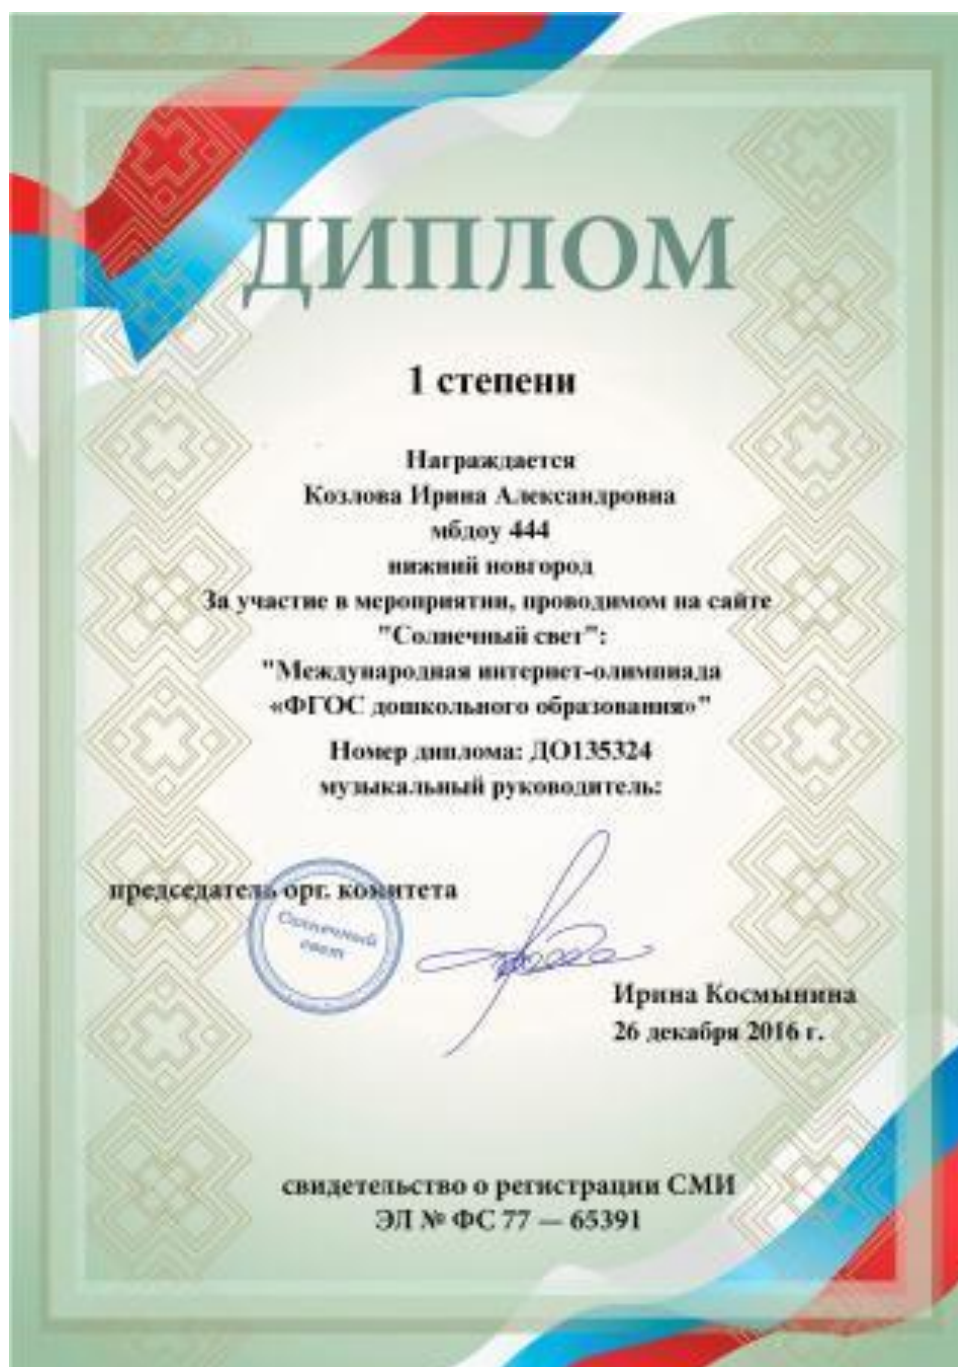 ДИПЛОМ
1 степени
Награждается
Козлова Ирина Александровна
мбдоу 444
нижний новгород
За участие в мероприятии, проводимом на сайте
"Солнечный свет":
"Международная интернет-олимпиада
«ФГОС дошкольного образования»"
Номер диплома: ДО135324
музыкальный руководитель:
председатель орг. комитета
Солнечный
свет
Ирина Космынина
26 декабря 2016 г.
свидетельство о регистрации СМИ
ЭЛ № ФС 77 — 65391